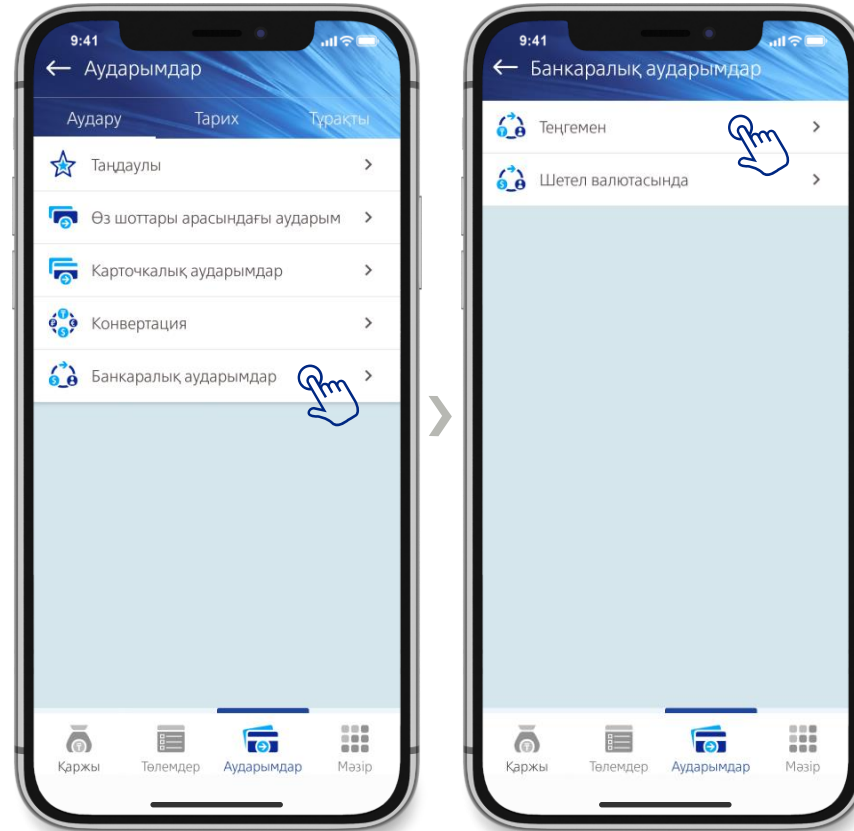 9:41
Аударымдар
Аудару Тарих Тұрақты
Таңдаулы
Өз шоттары арасындағы аударым
Карточкалық аударымдар
Конвертация
Банкаралық аударымдар
Қаржы Төлемдер Аударымдар Мәзір
9:41
Банкаралық аударымдар
Теңгемен
Шетел валютасында
Қаржы Төлемдер Аударымдар Мәзір